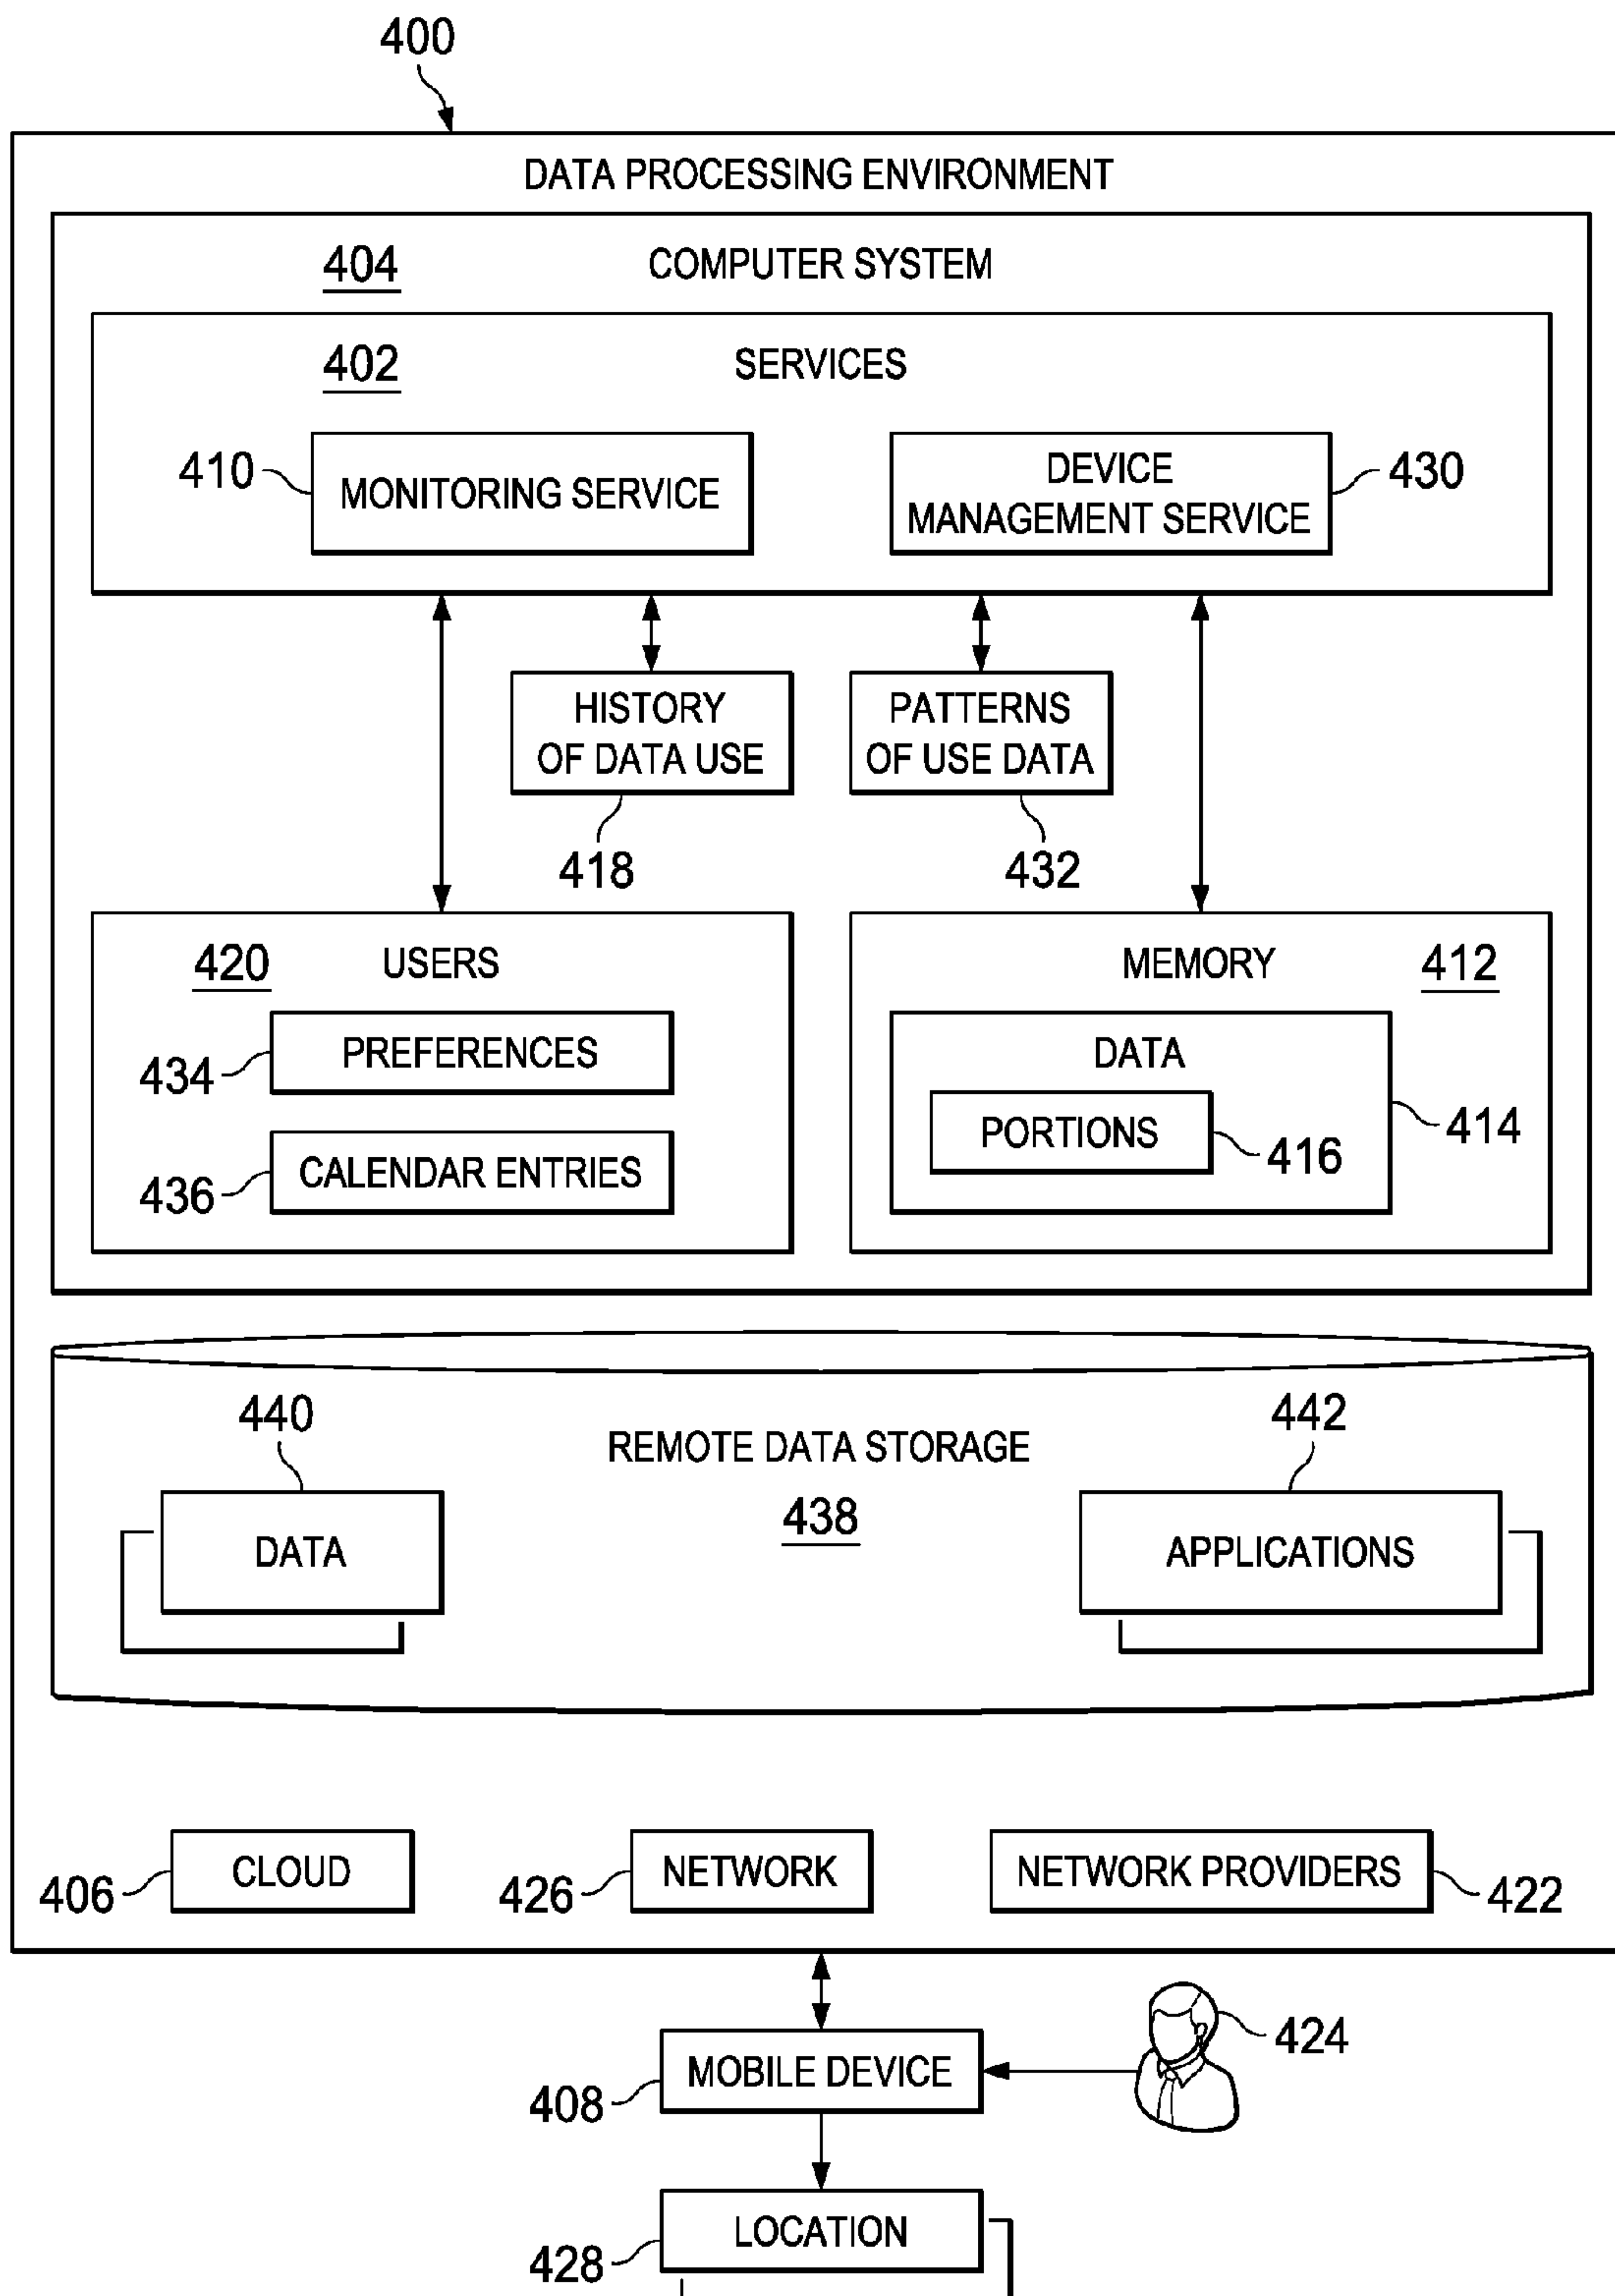 400
DATA PROCESSING ENVIRONMENT
404 COMPUTER SYSTEM
402 SERVICES
410 MONITORING SERVICE
DEVICE
MANAGEMENT SERVICE
430
HISTORY
OF DATA USE
418
PATTERNS
OF USE DATA
432
420 USERS
434 PREFERENCES
436 CALENDAR ENTRIES
MEMORY 412
DATA
414
PORTIONS
416
440
DATA
REMOTE DATA STORAGE
438
442
APPLICATIONS
406 CLOUD
426 NETWORK
NETWORK PROVIDERS 422
408 MOBILE DEVICE
424
428 LOCATION